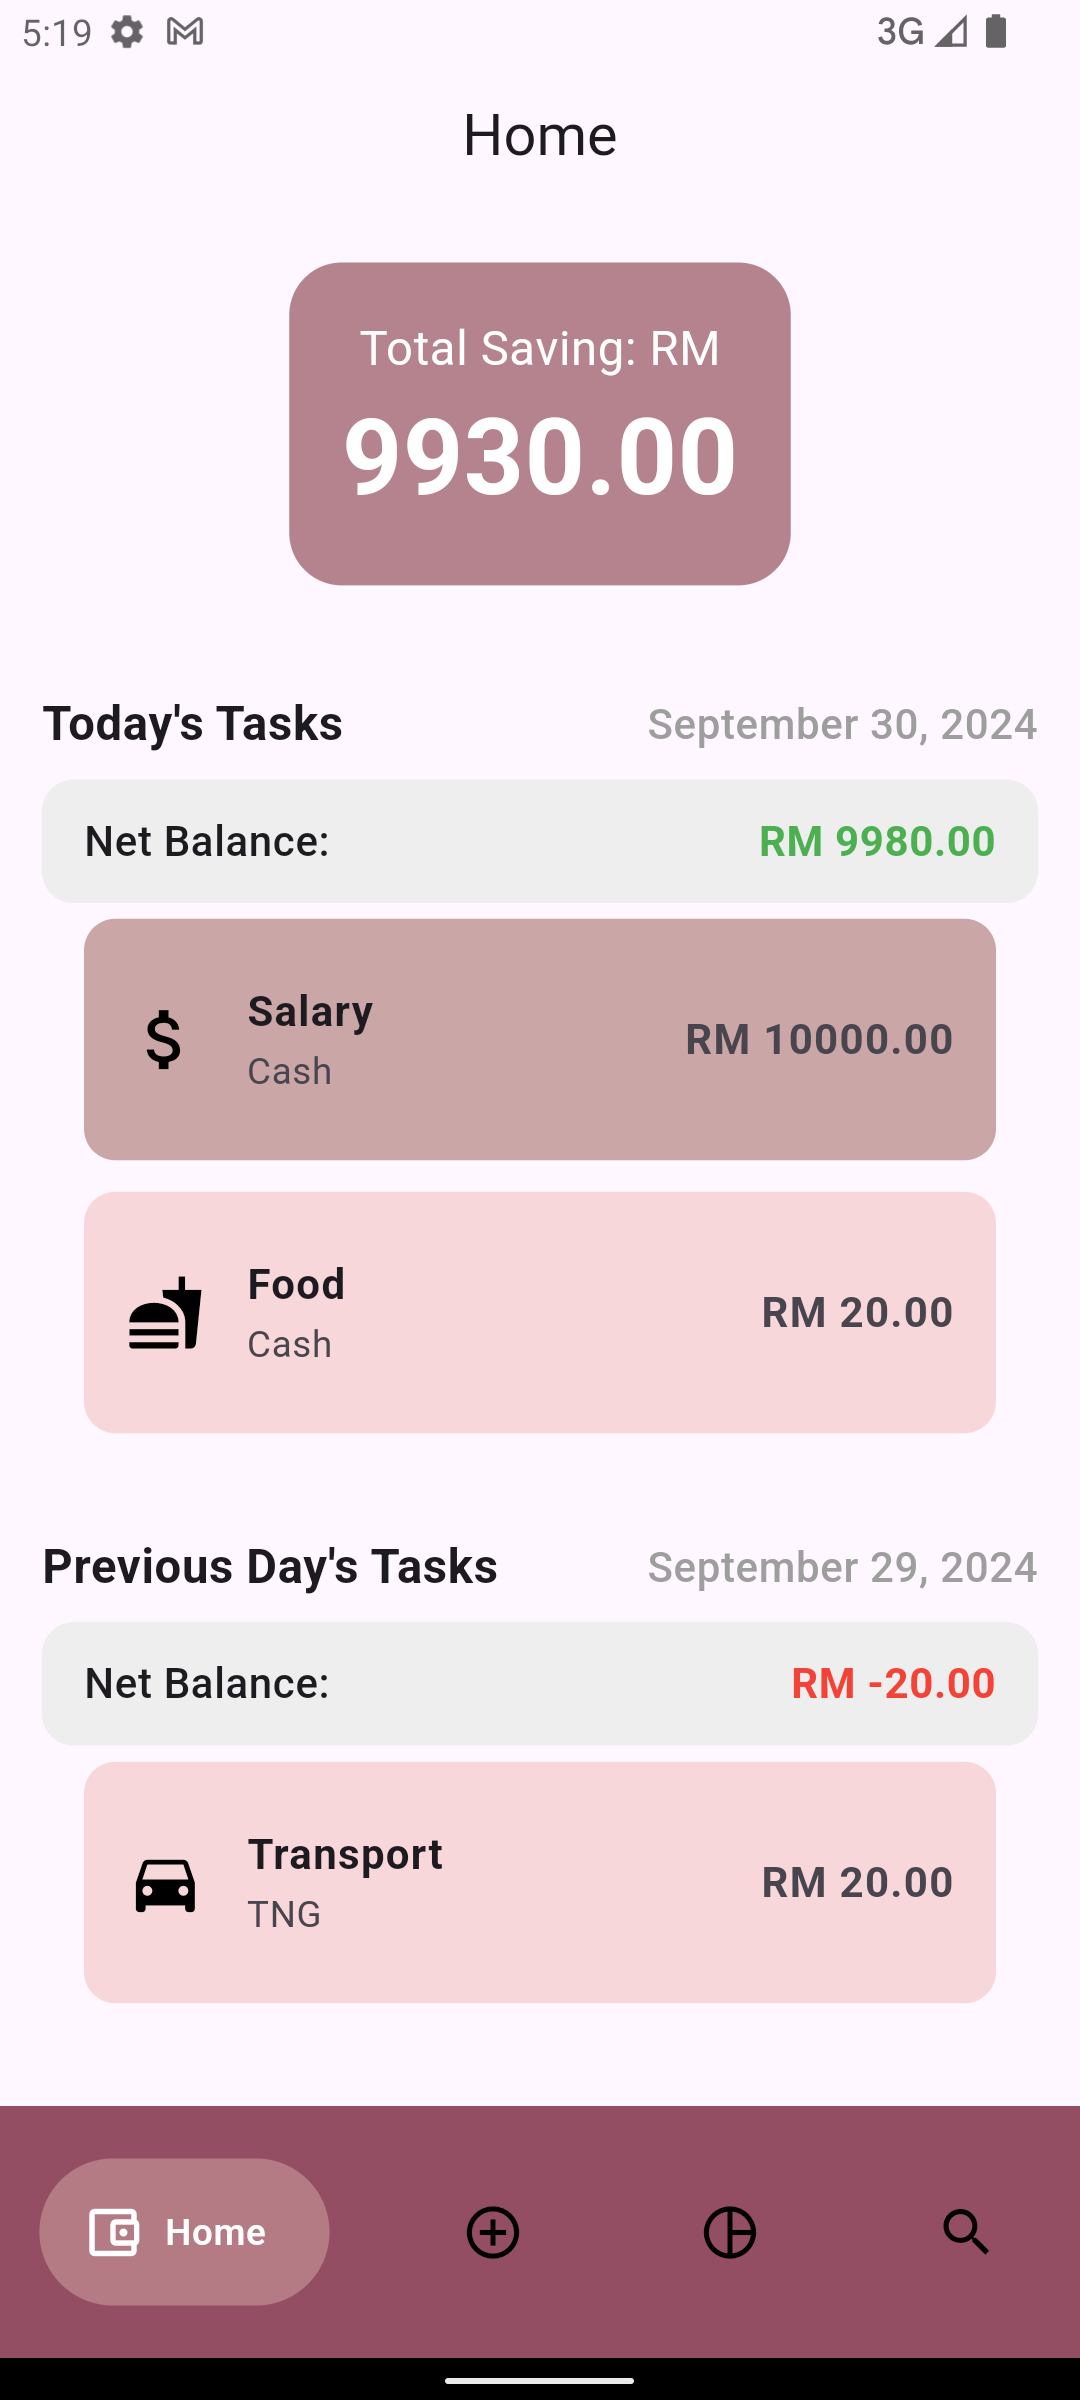 5:19
3G
Home
Total Saving: RM
9930.00
Today's Tasks September 30, 2024
Net Balance: RM 9980.00
Salary
Cash
RM 10000.00
Food
Cash
RM 20.00
Previous Day's Tasks September 29, 2024
Net Balance: RM -20.00
Transport
TNG
RM 20.00
Home